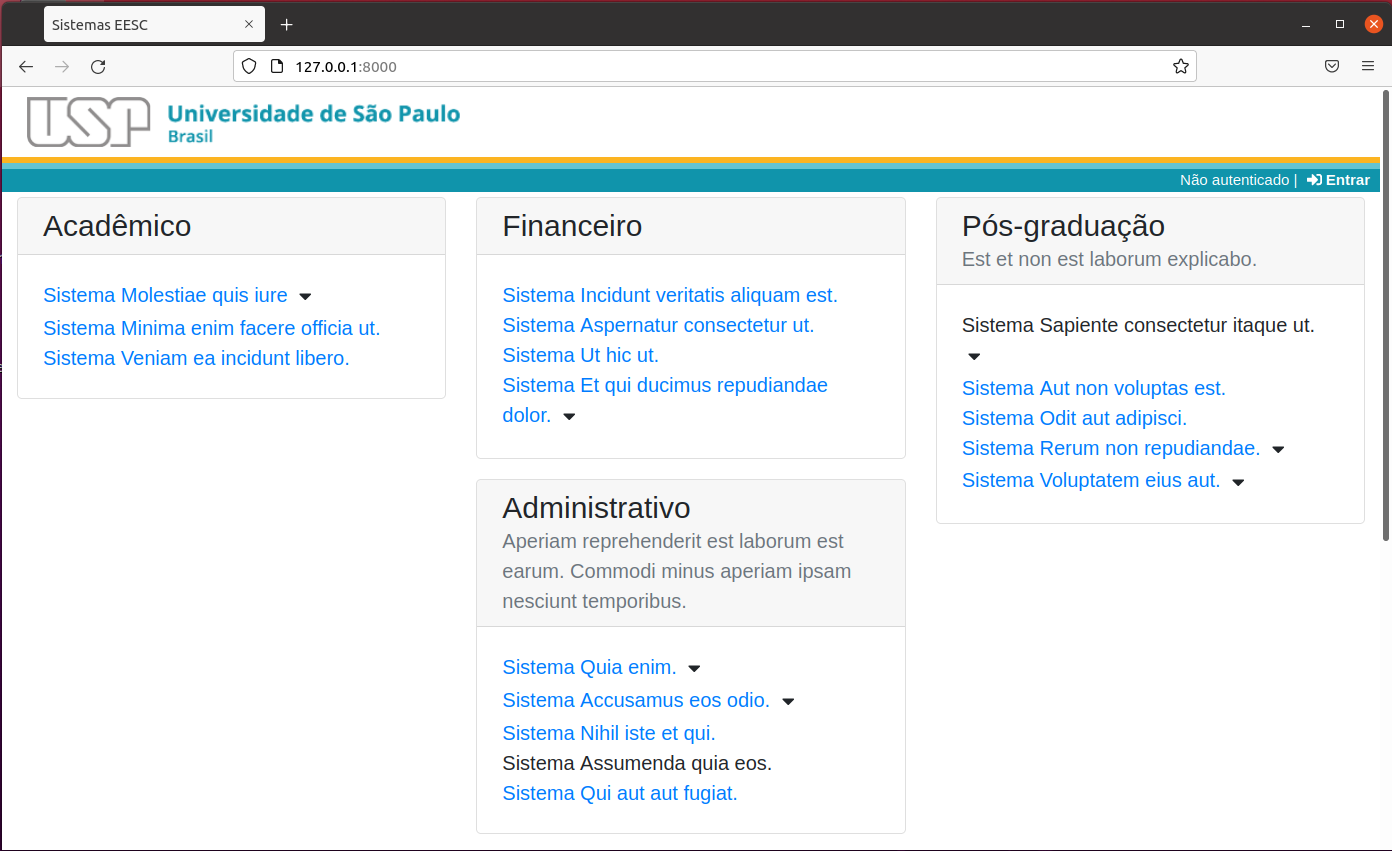 Sistemas EESC
127.0.0.1:8000
USP
Universidade de São Paulo
Brasil
Não autenticado | Entrar
Acadêmico
Sistema Molestiae quis iure
Sistema Minima enim facere officia ut.
Sistema Veniam ea incidunt libero.
Financeiro
Sistema Incidunt veritatis aliquam est.
Sistema Aspernatur consectetur ut.
Sistema Ut hic ut.
Sistema Et qui ducimus repudiandae
dolor.
Administrativo
Aperiam reprehenderit est laborum est
earum. Commodi minus aperiam ipsam
nesciunt temporibus.
Sistema Quia enim.
Sistema Accusamus eos odio.
Sistema Nihil iste et qui.
Sistema Assumenda quia eos.
Sistema Qui aut aut fugiat.
Pós-graduação
Est et non est laborum explicabo.
Sistema Sapiente consectetur itaque ut.
Sistema Aut non voluptas est.
Sistema Odit aut adipisci.
Sistema Rerum non repudiandae.
Sistema Voluptatem eius aut.